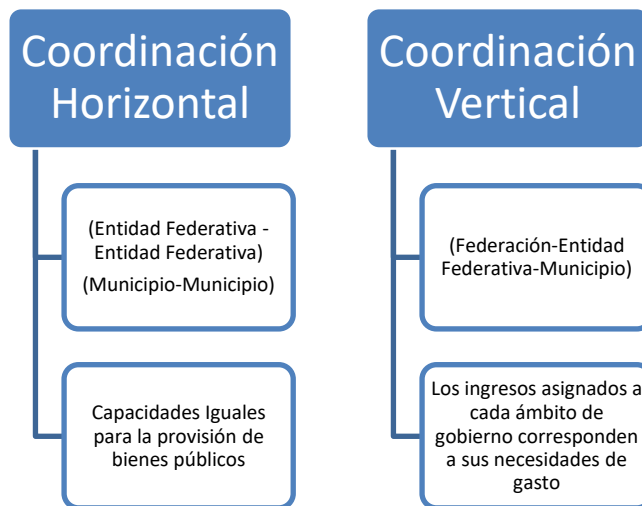 Coordinación
Horizontal
(Entidad Federativa -
Entidad Federativa)
(Municipio-Municipio)
Capacidades Iguales
para la provisión de
bienes públicos
Coordinación
Vertical
(Federación-Entidad
Federativa-Municipio)
Los ingresos asignados a
cada ámbito de
gobierno corresponden
a sus necesidades de
gasto